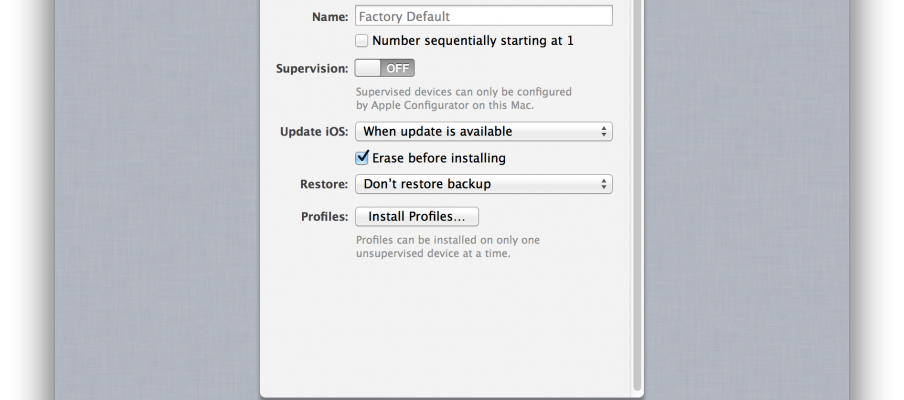 Name: Factory Default
Number sequentially starting at 1
Supervision: OFF
Supervised devices can only be configured
by Apple Configurator on this Mac.
Update iOS: When update is available
Erase before installing
Restore: Don't restore backup
Profiles: Install Profiles...
Profiles can be installed on only one
unsupervised device at a time.